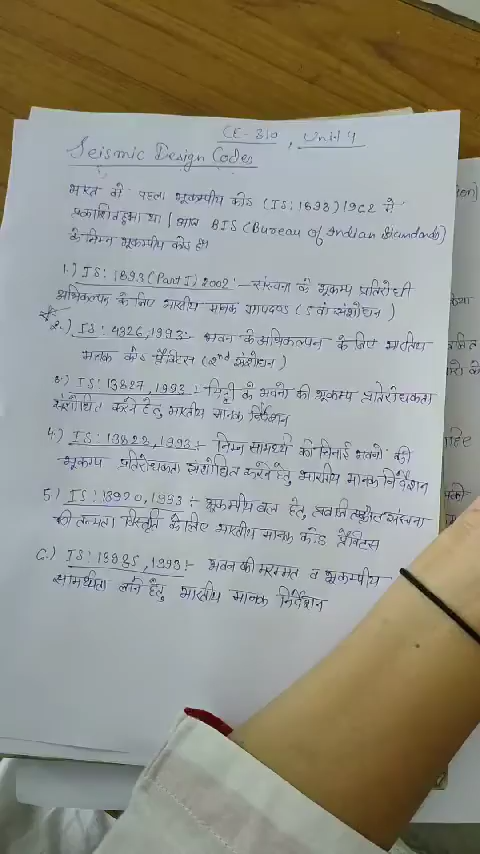 CE-310, Unit 4
Seismic Design Codes
भारत में पहला भूकम्पीय कोड (IS: 1893) 1962 में
प्रकाशित हुआ था | आज BIS (Bureau of Indian Standards)
के निम्न भूकम्पीय कोड हैं।
1.) IS: 1893 (Part I) 2002:- संरचना के भूकम्प प्रतिरोधी
अभिकल्पन के लिए भारतीय मानक मापदण्ड (5वां संशोधन)
2.) IS: 4326, 1993:- भवन के अभिकल्पना के लिए भारतीय
मानक कोड प्रैक्टिस (2nd संशोधन)
3.) IS: 13827, 1993:- मिट्टी के भवनों की भूकम्प प्रतिरोधकता
संशोधित करने हेतु भारतीय मानक निर्देशन
4.) IS: 13828, 1993:- निम्न सामर्थ्य की चिनाई भवनों की
भूकम्प प्रतिरोधकता संशोधित करने हेतु भारतीय मानक निर्देशन
5.) IS: 13920, 1993:- भूकम्पीय बल हेतु प्रबलित कंक्रीट संरचना
की तन्यता विस्तृति के लिए भारतीय मानक कोड प्रैक्टिस
6.) IS: 13935, 1993:- भवन की मरम्मत व भूकम्पीय
सामर्थ्यता लाने हेतु भारतीय मानक निर्देशन